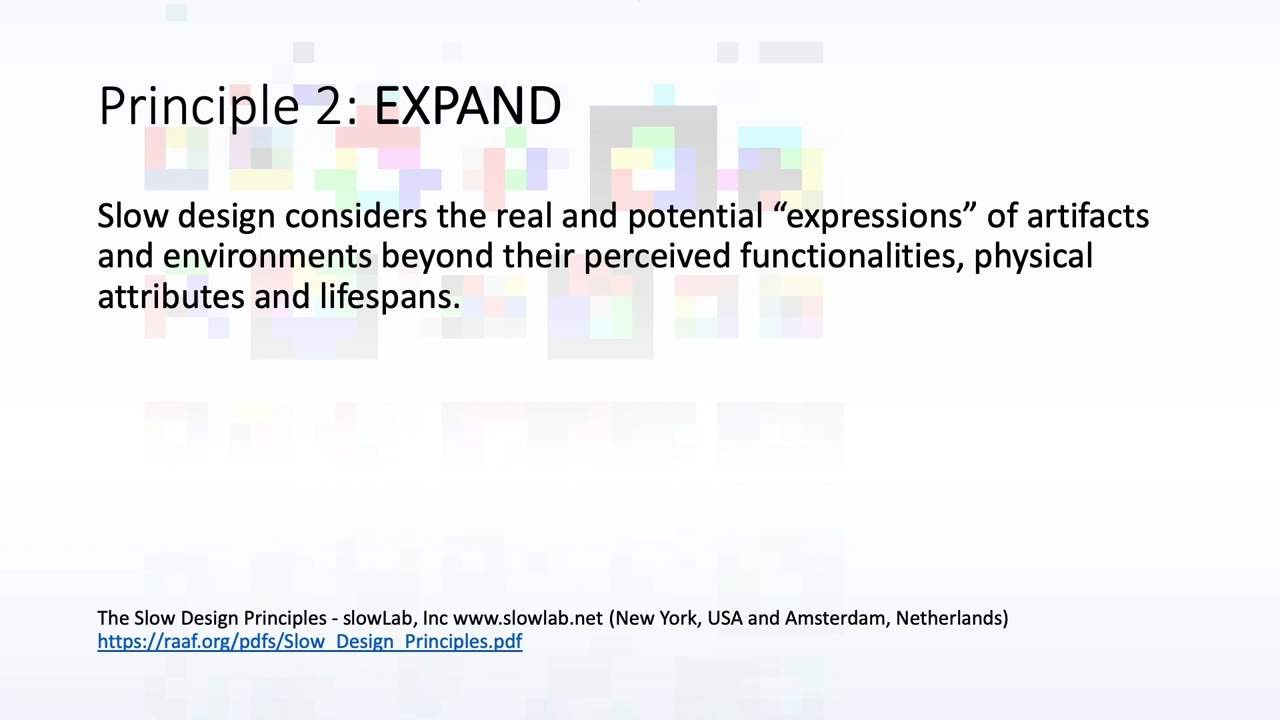 Principle 2: EXPAND
Slow design considers the real and potential “expressions” of artifacts
and environments beyond their perceived functionalities, physical
attributes and lifespans.
The Slow Design Principles - slowLab, Inc www.slowlab.net (New York, USA and Amsterdam, Netherlands)
https://raaf.org/pdfs/Slow_Design_Principles.pdf